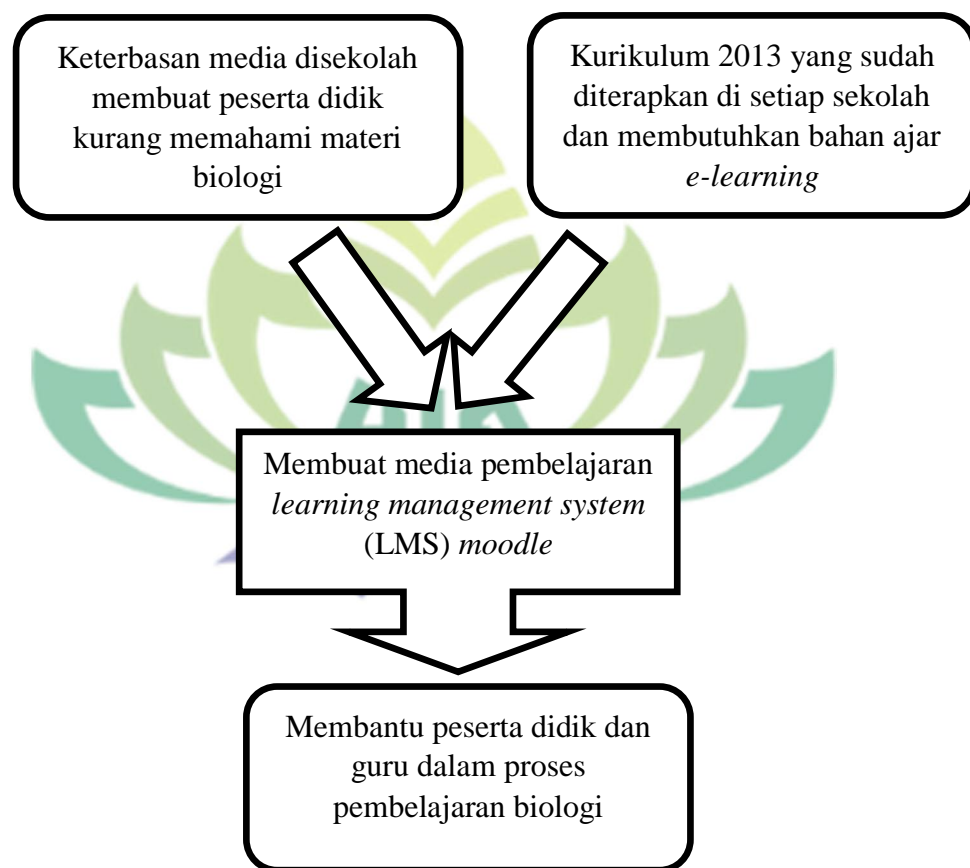 Keterbasan media disekolah
membuat peserta didik
kurang memahami materi
biologi
Kurikulum 2013 yang sudah
diterapkan di setiap sekolah
dan membutuhkan bahan ajar
e-learning
Membuat media pembelajaran
learning management system
(LMS) moodle
Membantu peserta didik dan
guru dalam proses
pembelajaran biologi